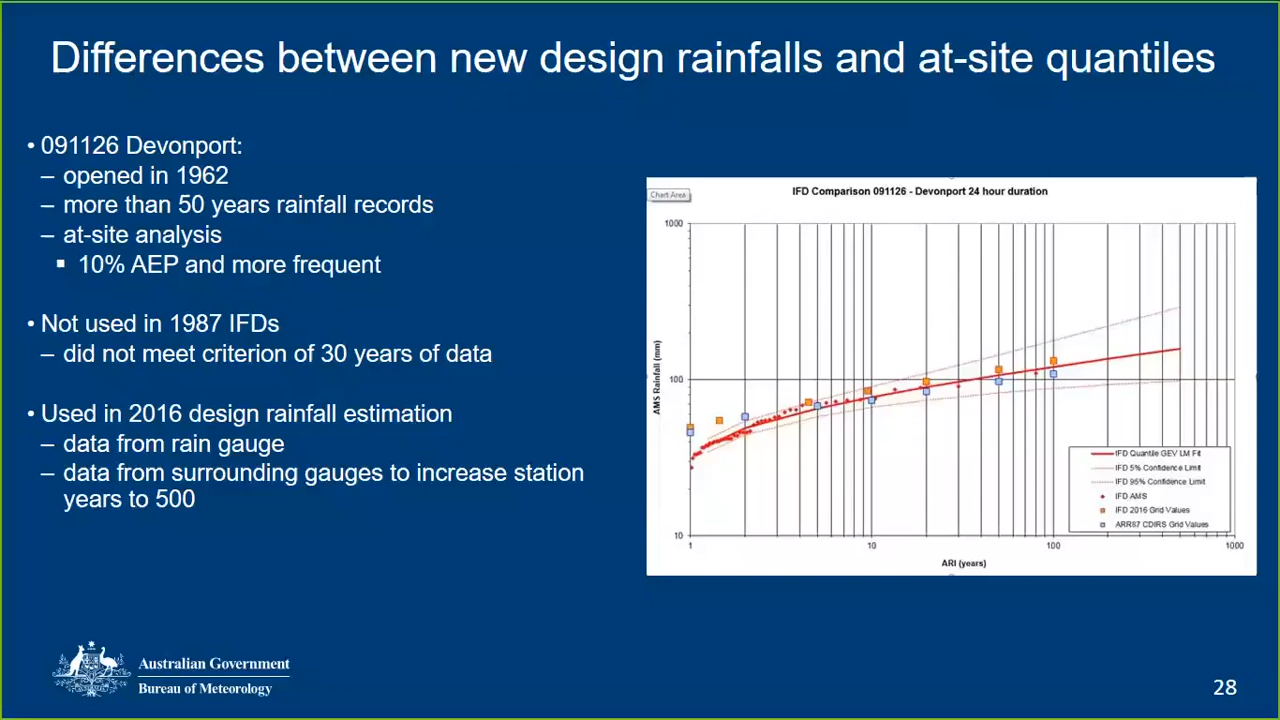 Differences between new design rainfalls and at-site quantiles
• 091126 Devonport:
– opened in 1962
– more than 50 years rainfall records
– at-site analysis
▪ 10% AEP and more frequent
• Not used in 1987 IFDs
– did not meet criterion of 30 years of data
• Used in 2016 design rainfall estimation
– data from rain gauge
– data from surrounding gauges to increase station
years to 500
Chart Area
IFD Comparison 091126 - Devonport 24 hour duration
1000
100
10
AMS Rainfall (mm)
1
10
100
1000
ARI (years)
IFD Quantile GEV LM Fit
IFD 5% Confidence Limit
IFD 95% Confidence Limit
IFD AMS
IFD 2016 Grid Values
ARR87 CDIRS Grid Values
Australian Government
Bureau of Meteorology
28